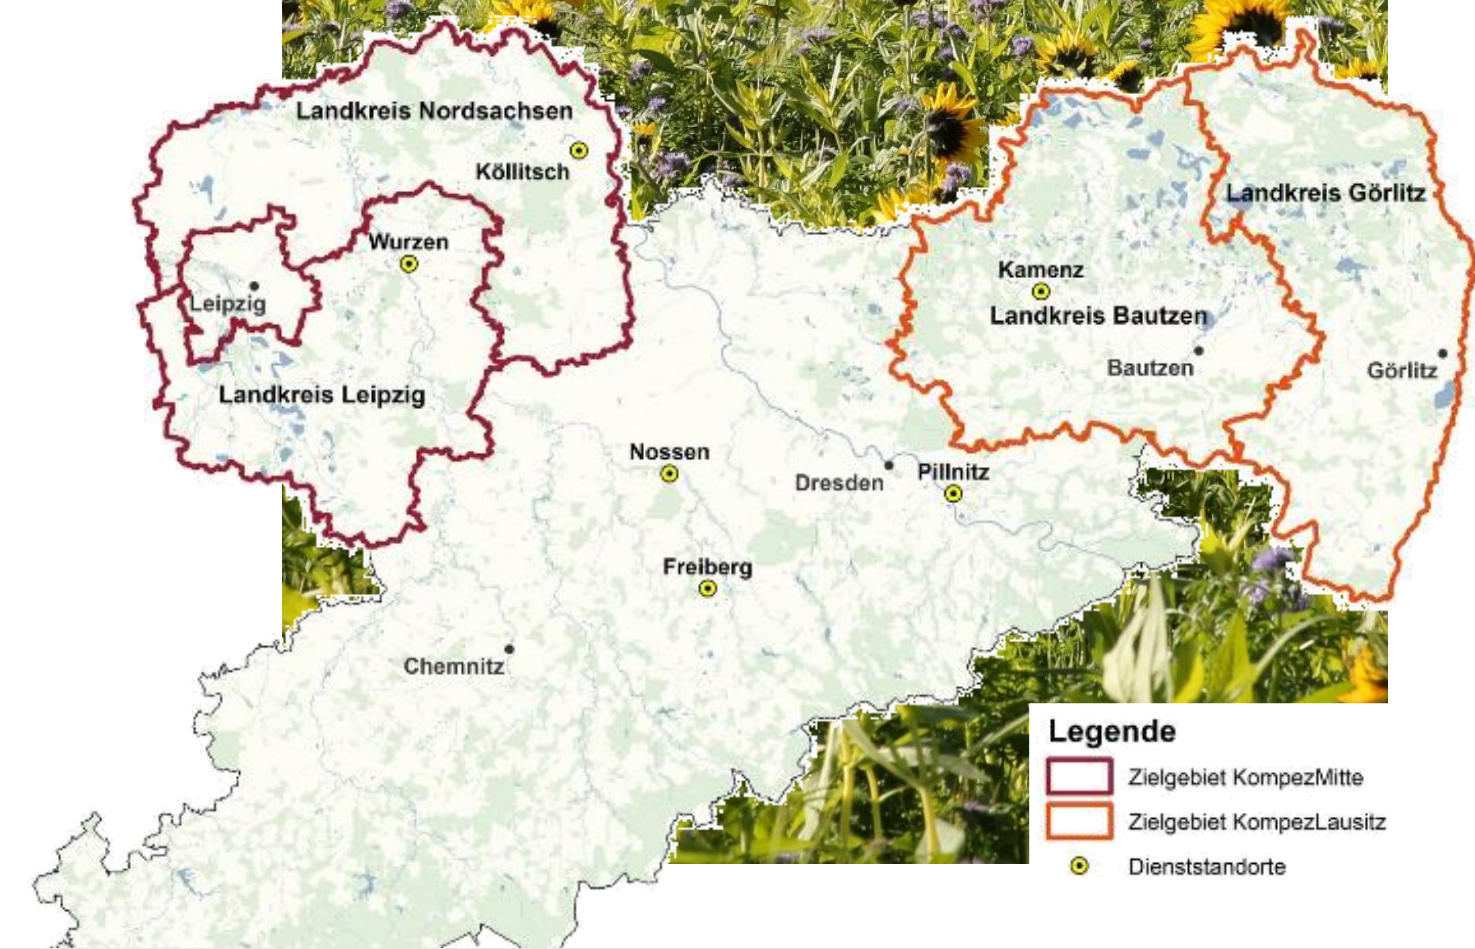 Landkreis Nordsachsen
Köllitsch
Landkreis Görlitz
Wurzen
Kamenz
Leipzig
Landkreis Bautzen
Bautzen
Görlitz
Landkreis Leipzig
Nossen
Dresden
Pillnitz
Freiberg
Chemnitz
Legende
Zielgebiet KompezMitte
Zielgebiet KompezLausitz
Dienststandorte